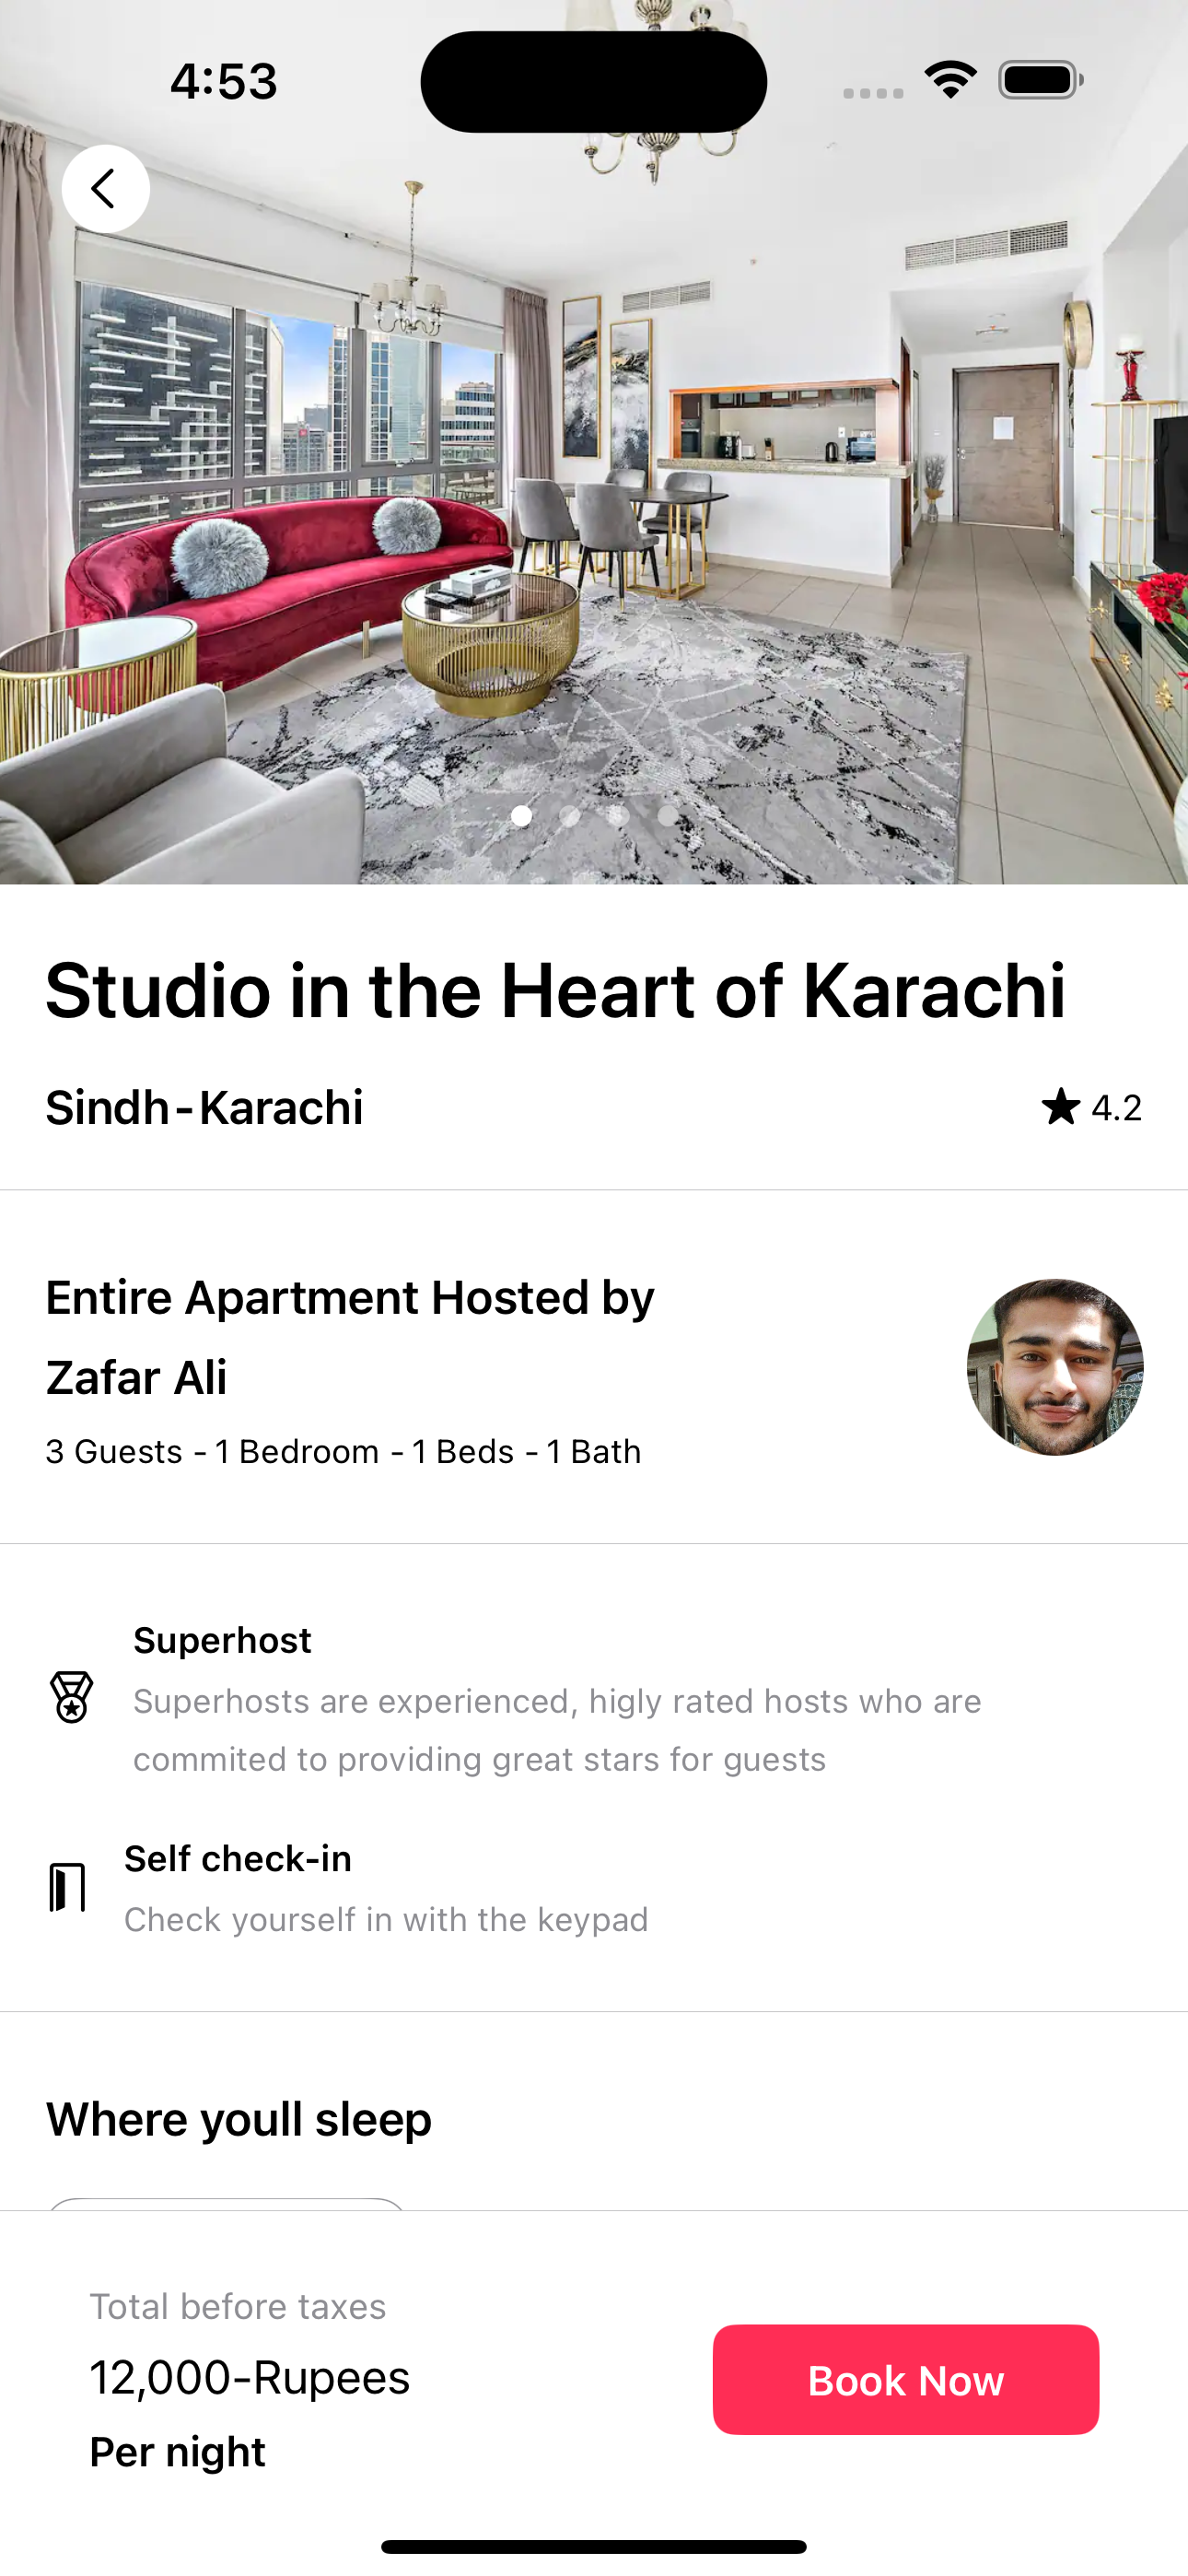 4:53
Studio in the Heart of Karachi
Sindh-Karachi
4.2
Entire Apartment Hosted by
Zafar Ali
3 Guests - 1 Bedroom - 1 Beds - 1 Bath
Superhost
Superhosts are experienced, higly rated hosts who are
commited to providing great stars for guests
Self check-in
Check yourself in with the keypad
Where youll sleep
Total before taxes
12,000-Rupees
Per night
Book Now